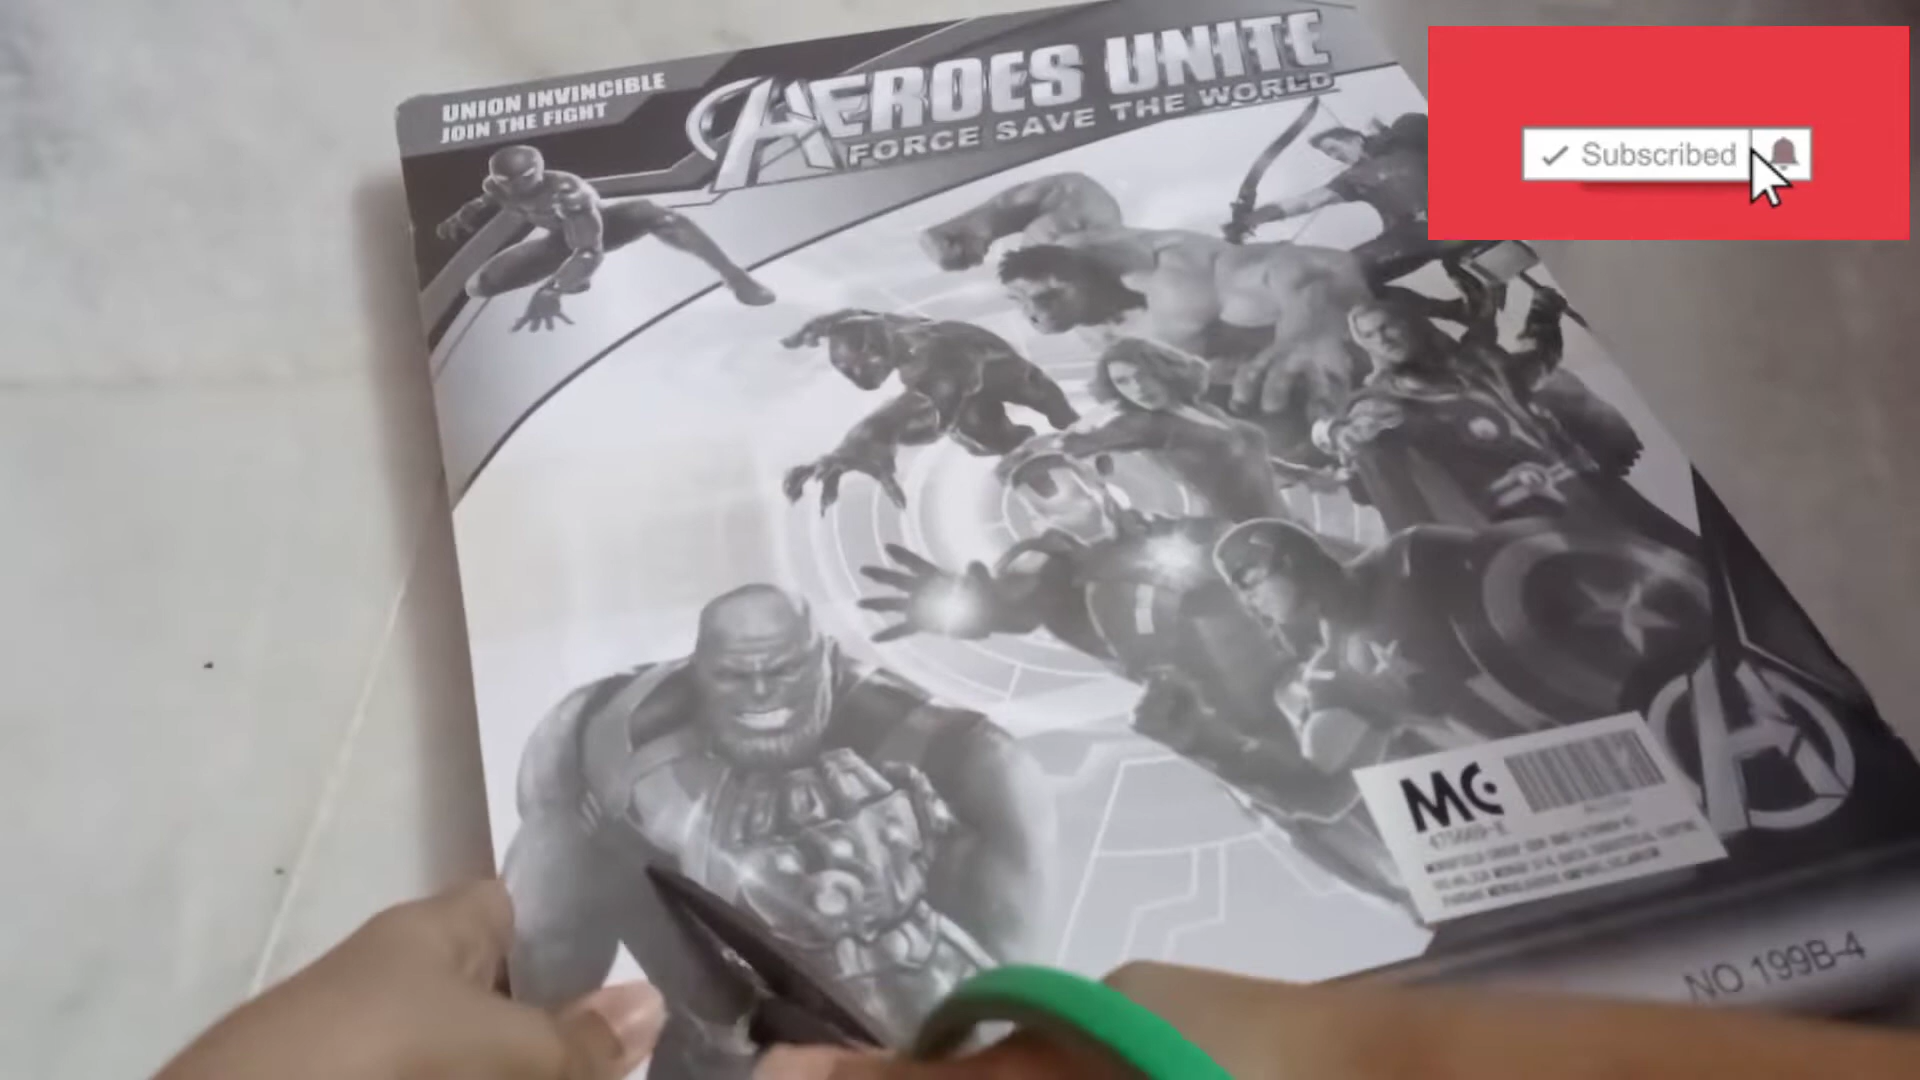 UNION INVINCIBLE
JOIN THE FIGHT
HEROES UNITE
FORCE SAVE THE WORLD
Subscribed
MC
NO 199B-4